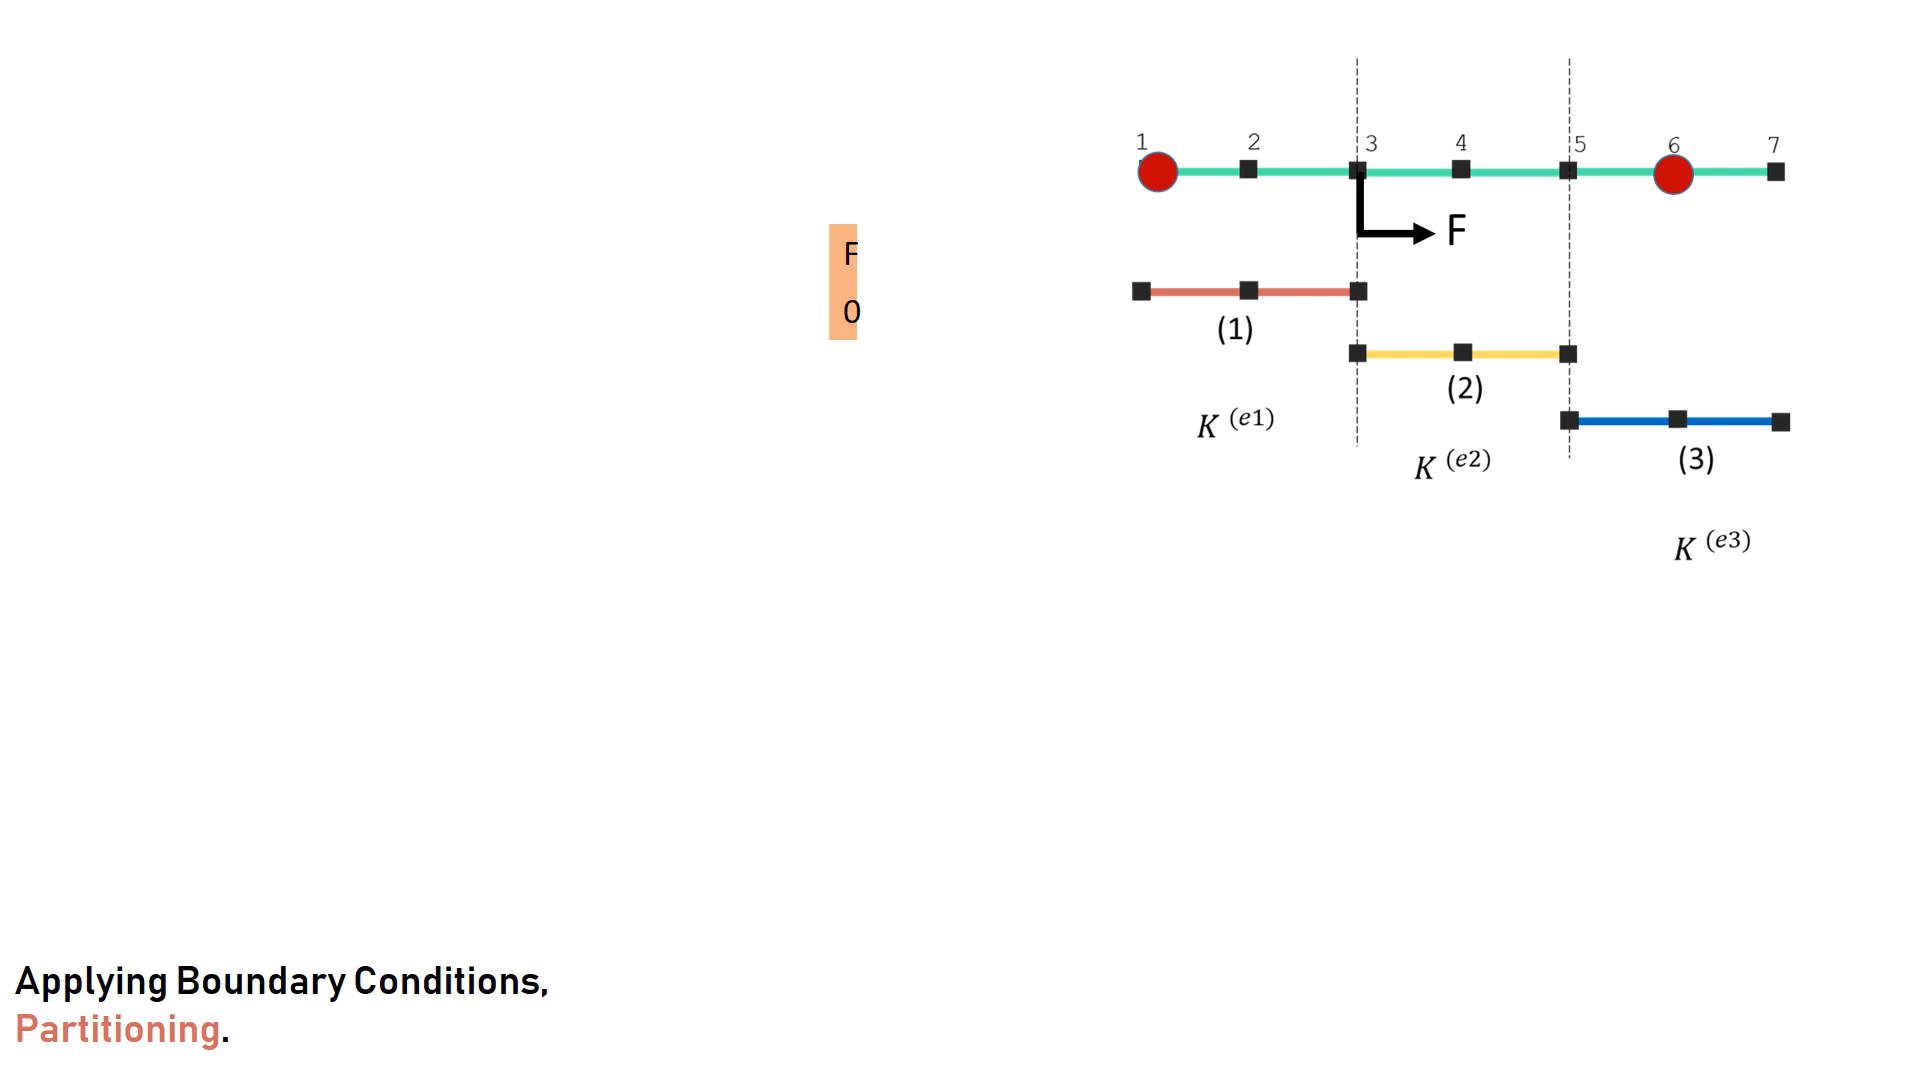 1 2 3 4 5 6 7
F
F
0
(1)
(2)
K (e1)
(3)
K (e2)
K (e3)
Applying Boundary Conditions,
Partitioning.